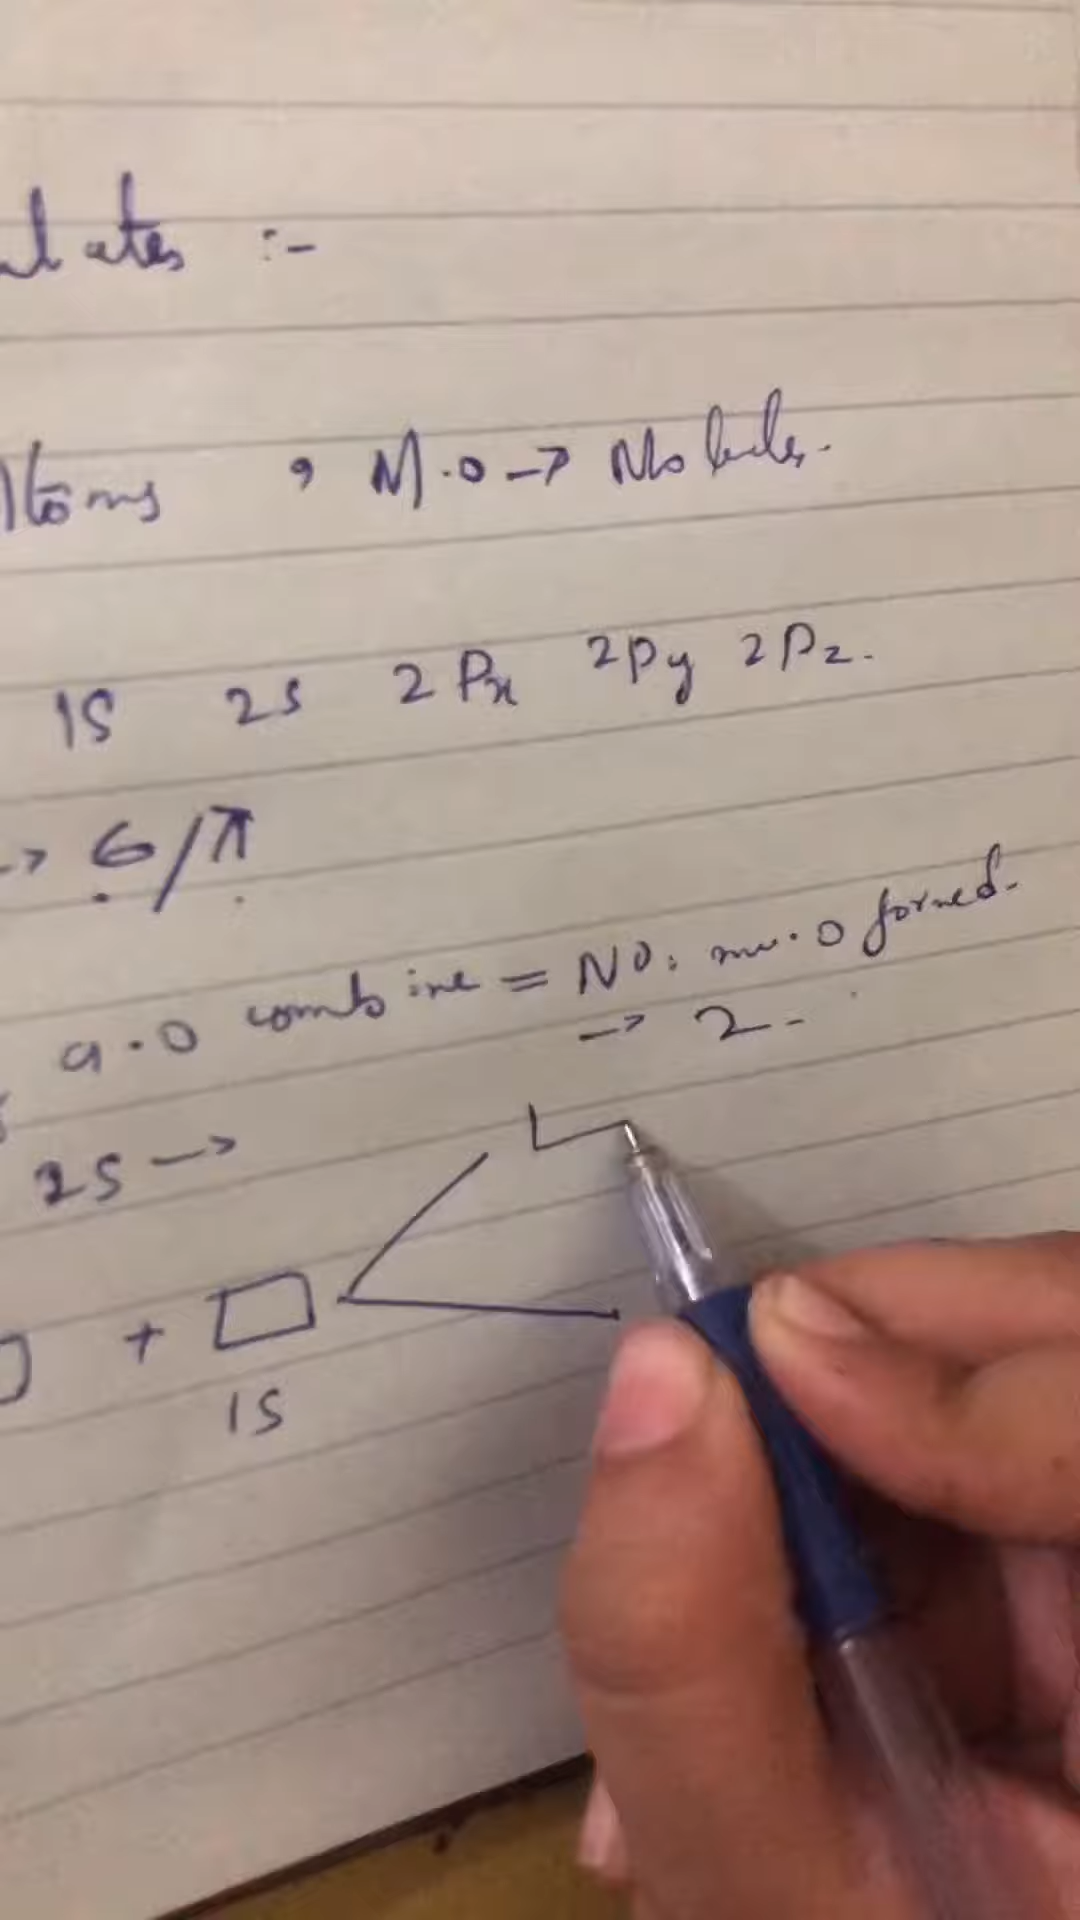 :-
, M.O → Molecules.
1S 2S 2Px 2Py 2Pz.
→ σ/π
a.O combine = NO. m.O formed.
2S → → 2.
+
1S